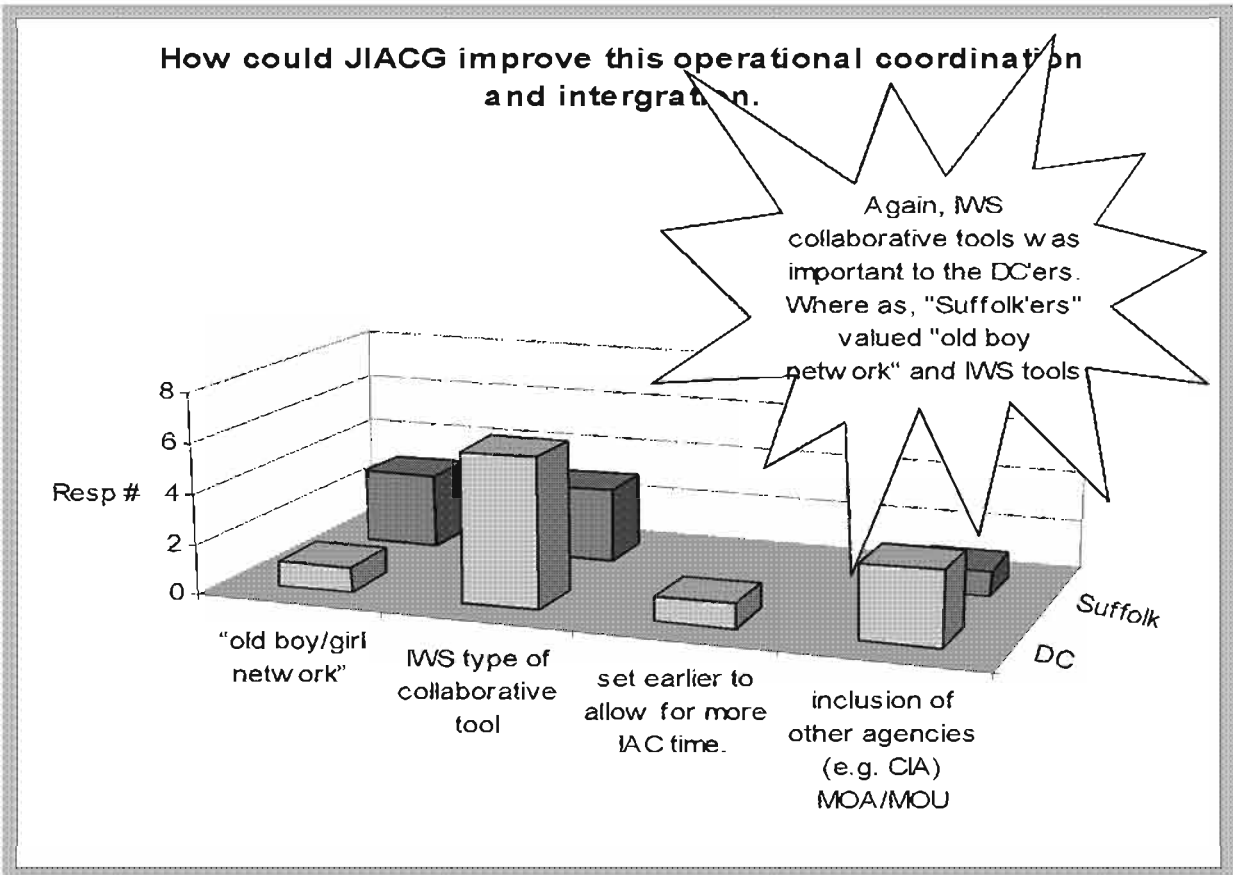 How could JIACG improve this operational coordination
and intergration.
Again, IWS
collaborative tools was
important to the DC'ers.
Where as, "Suffolk'ers"
valued "old boy
network" and IWS tools
8
6
4
2
0
Resp #
Suffolk
DC
"old boy/girl
network"
IWS type of
collaborative
tool
set earlier to
allow for more
IAC time.
inclusion of
other agencies
(e.g. CIA)
MOA/MOU